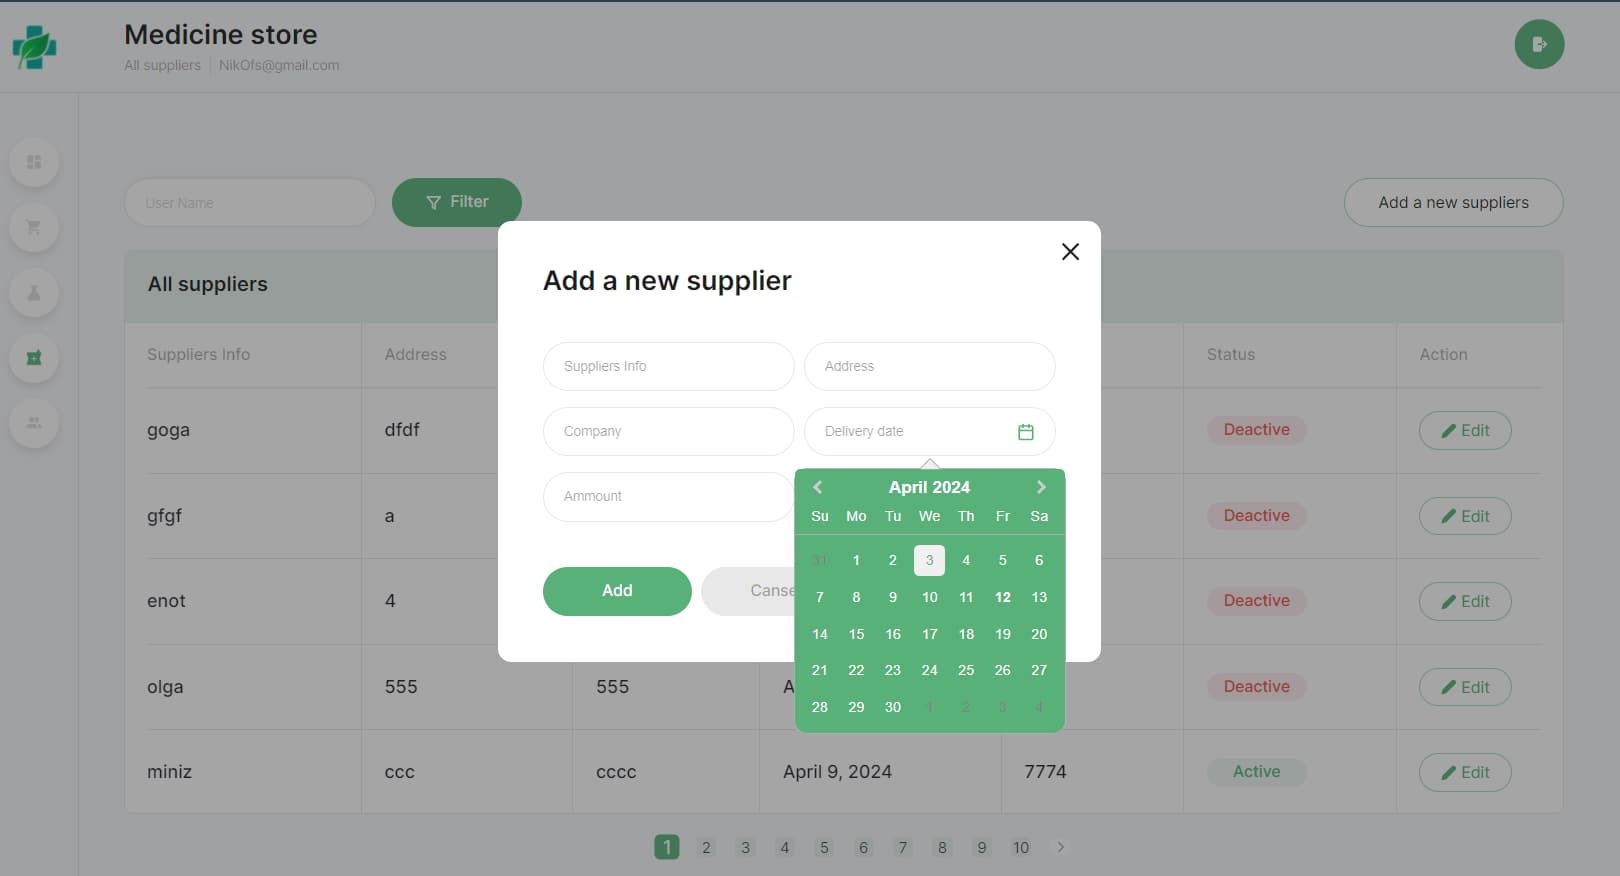 Medicine store
All suppliers NikOfs@gmail.com
User Name Filter Add a new suppliers
All suppliers
Suppliers Info Address Status Action
goga dfdf Deactive Edit
gfgf a Deactive Edit
enot 4 Deactive Edit
olga 555 555 A Deactive Edit
miniz ccc cccc April 9, 2024 7774 Active Edit
1 2 3 4 5 6 7 8 9 10
Add a new supplier
Suppliers Info Address
Company Delivery date
Ammount
Add Canse
April 2024
Su Mo Tu We Th Fr Sa
31 1 2 3 4 5 6
7 8 9 10 11 12 13
14 15 16 17 18 19 20
21 22 23 24 25 26 27
28 29 30 1 2 3 4